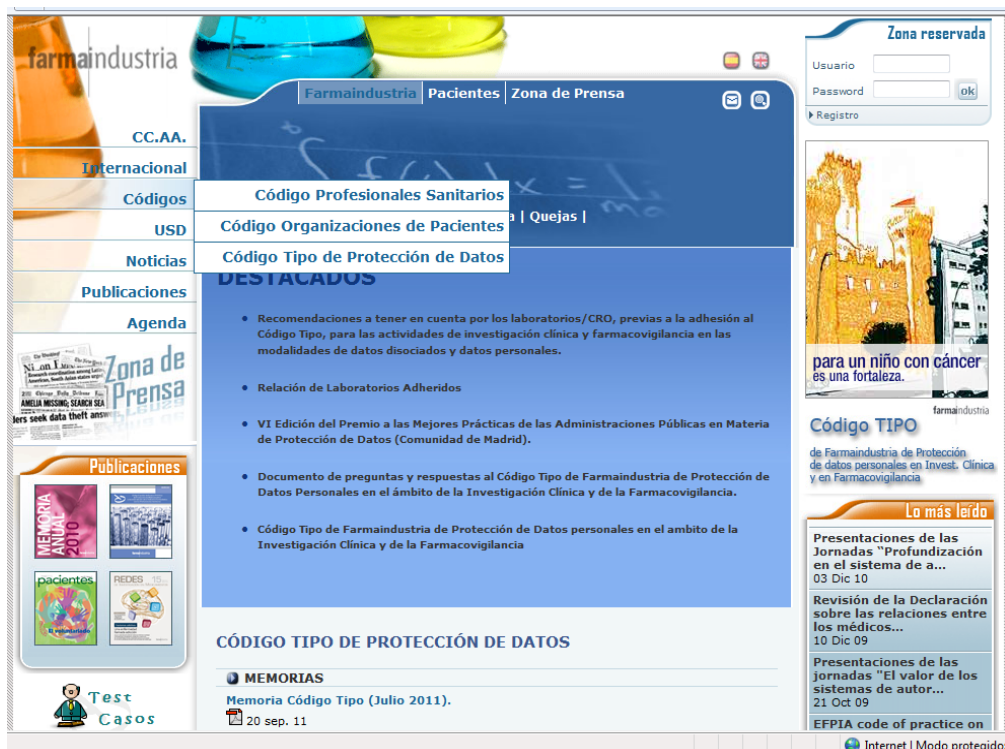 farmaindustria
Farmaindustria
Pacientes
Zona de Prensa
CC.AA.
Internacional
Códigos
USD
Noticias
Publicaciones
Agenda
Código Profesionales Sanitarios
Código Organizaciones de Pacientes
Código Tipo de Protección de Datos
a | Quejas |
DESTACADOS
Recomendaciones a tener en cuenta por los laboratorios/CRO, previas a la adhesión al
Código Tipo, para las actividades de investigación clínica y farmacovigilancia en las
modalidades de datos disociados y datos personales.
Relación de Laboratorios Adheridos
VI Edición del Premio a las Mejores Prácticas de las Administraciones Públicas en Materia
de Protección de Datos (Comunidad de Madrid).
Documento de preguntas y respuestas al Código Tipo de Farmaindustria de Protección de
Datos Personales en el ámbito de la Investigación Clínica y de la Farmacovigilancia.
Código Tipo de Farmaindustria de Protección de Datos personales en el ambito de la
Investigación Clínica y de la Farmacovigilancia
CÓDIGO TIPO DE PROTECCIÓN DE DATOS
MEMORIAS
Memoria Código Tipo (Julio 2011).
20 sep. 11
Zona de
Prensa
AMELIA MISSING; SEARCH SEA
ers seek data theft answ
Publicaciones
MEMORIA
ANUAL
2010
pacientes
El voluntariado
REDES 15
Test
Casos
Zona reservada
Usuario
Password
ok
Registro
para un niño con cáncer
es una fortaleza.
farmaindustria
Código TIPO
de Farmaindustria de Protección
de datos personales en Invest. Clínica
y en Farmacovigilancia
Lo más leído
Presentaciones de las
Jornadas "Profundización
en el sistema de a...
03 Dic 10
Revisión de la Declaración
sobre las relaciones entre
los médicos...
10 Dic 09
Presentaciones de las
jornadas "El valor de los
sistemas de autor...
21 Oct 09
EFPIA code of practice on
Internet | Modo protegido